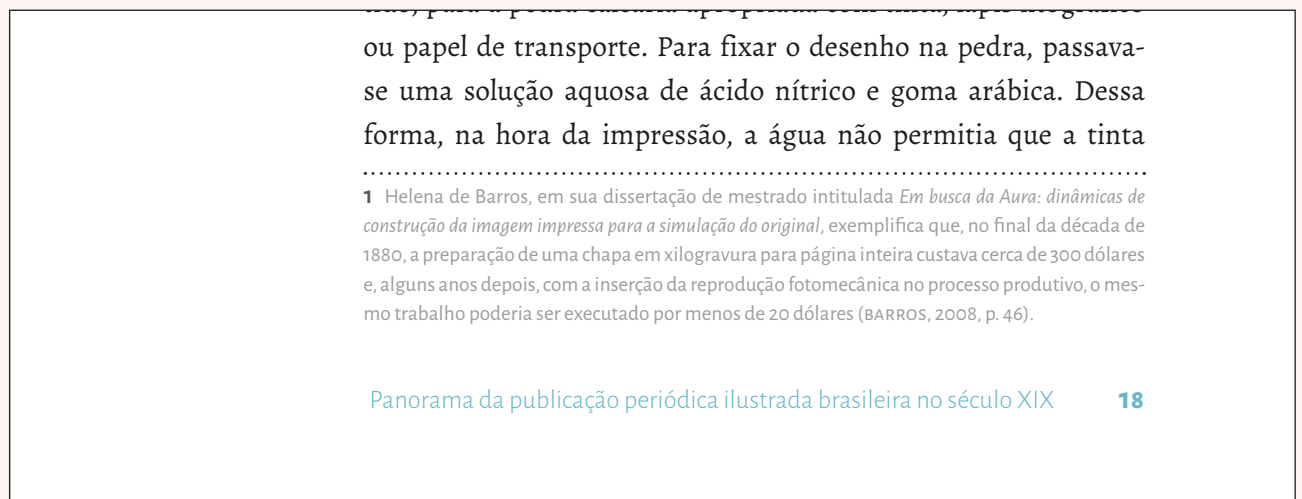 ou papel de transporte. Para fixar o desenho na pedra, passava-
se uma solução aquosa de ácido nítrico e goma arábica. Dessa
forma, na hora da impressão, a água não permitia que a tinta
1 Helena de Barros, em sua dissertação de mestrado intitulada Em busca da Aura: dinâmicas de
construção da imagem impressa para a simulação do original, exemplifica que, no final da década de
1880, a preparação de uma chapa em xilogravura para página inteira custava cerca de 300 dólares
e, alguns anos depois, com a inserção da reprodução fotomecânica no processo produtivo, o mes-
mo trabalho poderia ser executado por menos de 20 dólares (BARROS, 2008, p. 46).
Panorama da publicação periódica ilustrada brasileira no século XIX 18